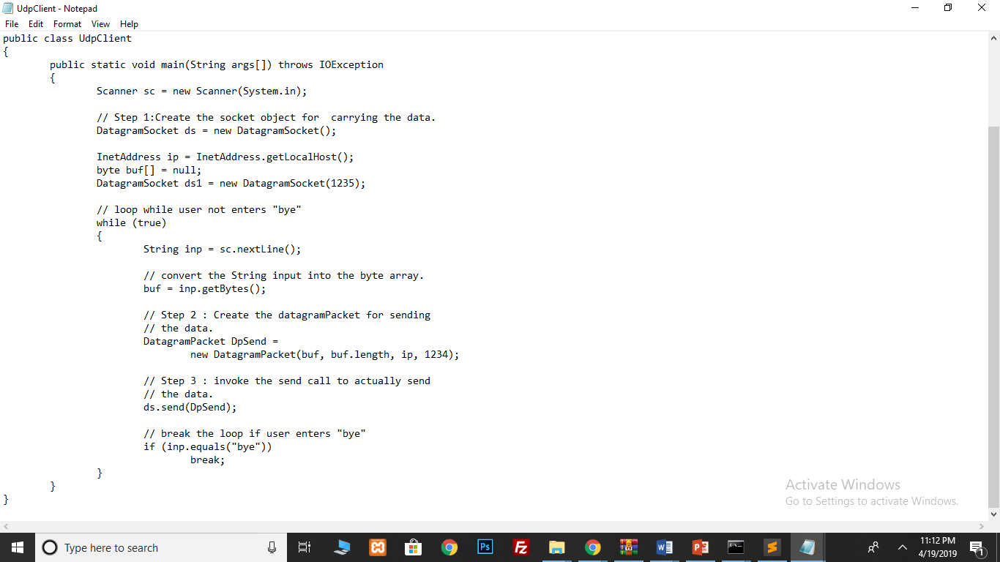 UdpClient - Notepad
File Edit Format View Help
public class UdpClient
{
        public static void main(String args[]) throws IOException
        {
                Scanner sc = new Scanner(System.in);
                // Step 1:Create the socket object for  carrying the data.
                DatagramSocket ds = new DatagramSocket();
                InetAddress ip = InetAddress.getLocalHost();
                byte buf[] = null;
                DatagramSocket ds1 = new DatagramSocket(1235);
                // loop while user not enters "bye"
                while (true)
                {
                        String inp = sc.nextLine();
                        // convert the String input into the byte array.
                        buf = inp.getBytes();
                        // Step 2 : Create the datagramPacket for sending
                        // the data.
                        DatagramPacket DpSend =
                                new DatagramPacket(buf, buf.length, ip, 1234);
                        // Step 3 : invoke the send call to actually send
                        // the data.
                        ds.send(DpSend);
                        // break the loop if user enters "bye"
                        if (inp.equals("bye"))
                                break;
                }
        }
}
Activate Windows
Go to Settings to activate Windows.
Type here to search
Ps
Fz
11:12 PM
4/19/2019
1